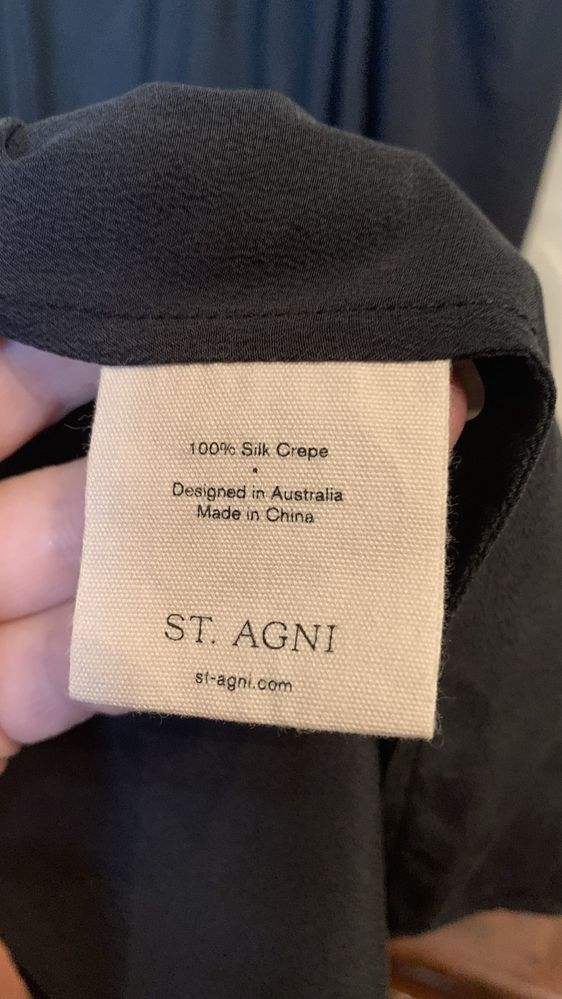 100% Silk Crepe
•
Designed in Australia
Made in China
ST. AGNI
st-agni.com